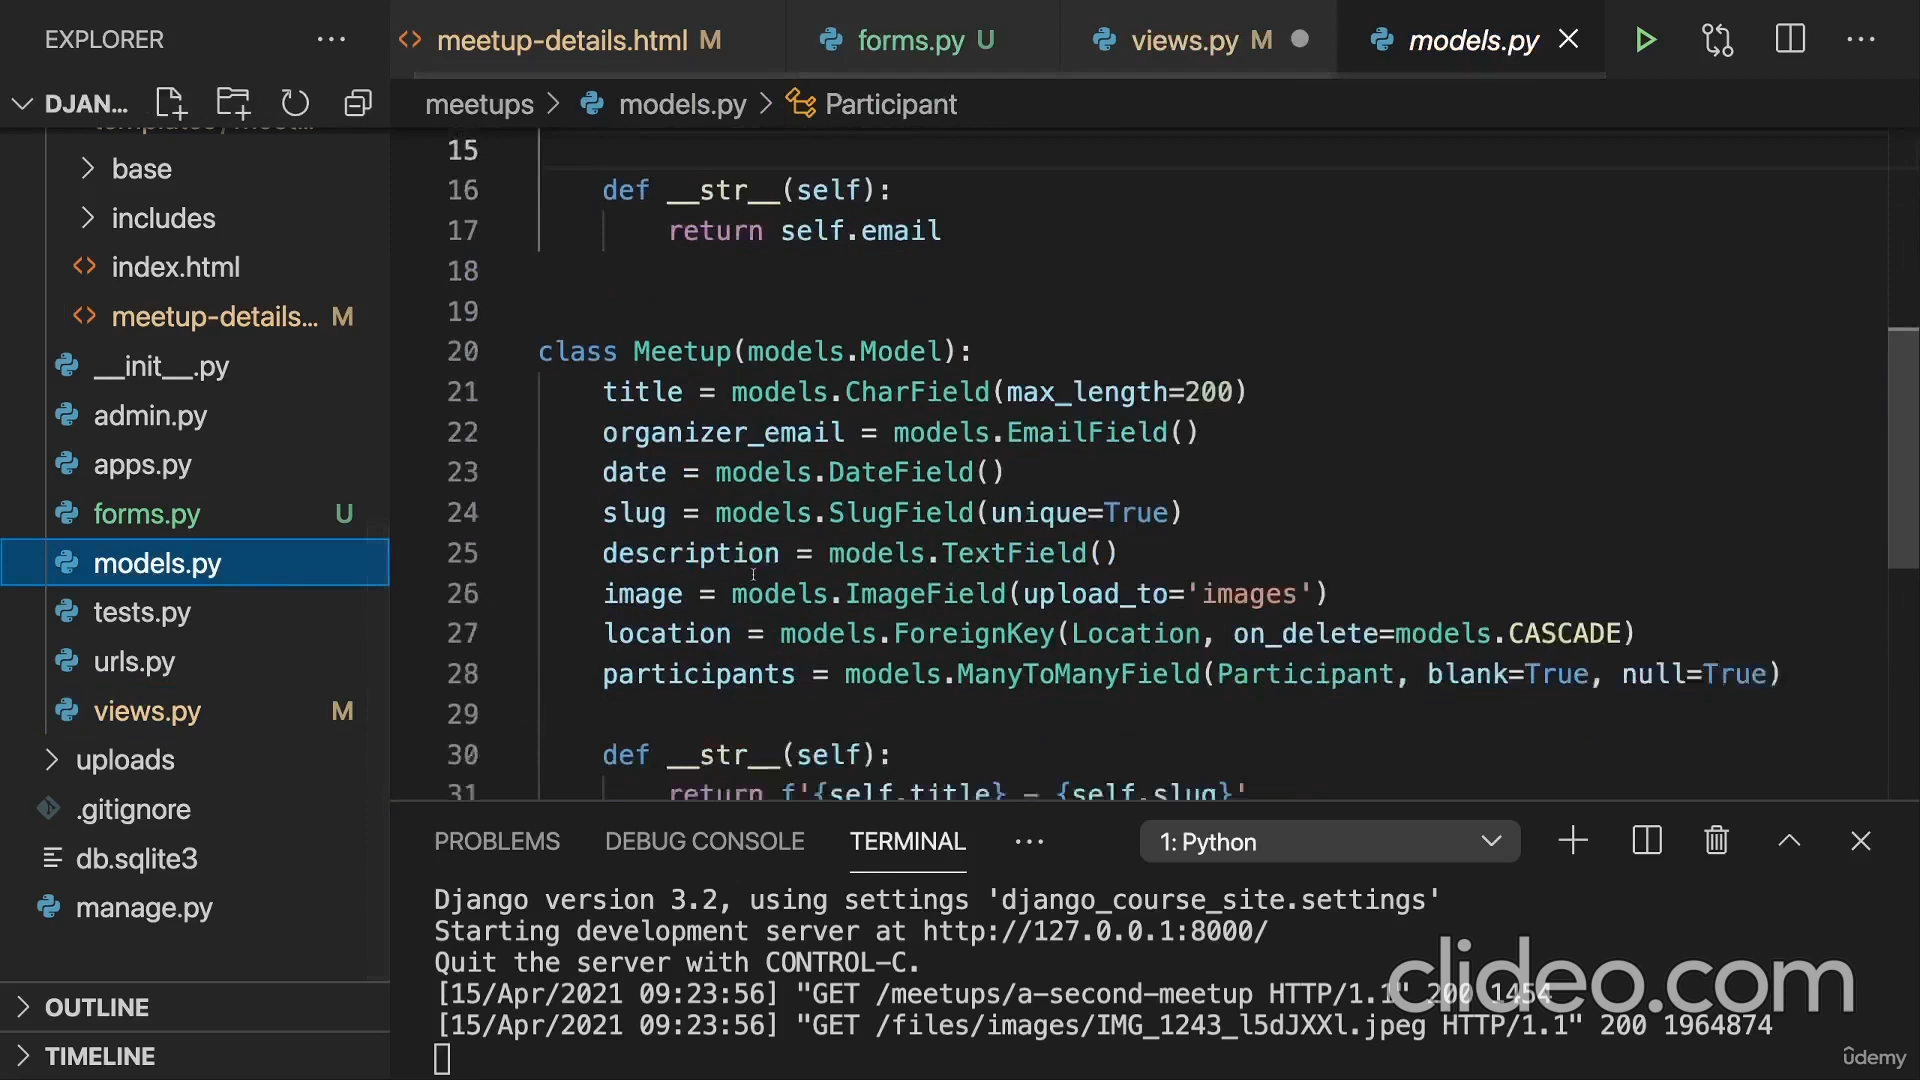 EXPLORER
meetup-details.html M
forms.py U
views.py M
models.py
DJAN...
meetups > models.py > Participant
base
includes
index.html
meetup-details... M
__init__.py
admin.py
apps.py
forms.py U
models.py
tests.py
urls.py
views.py M
uploads
.gitignore
db.sqlite3
manage.py
OUTLINE
TIMELINE
15
16 def __str__(self):
17 return self.email
18
19
20 class Meetup(models.Model):
21 title = models.CharField(max_length=200)
22 organizer_email = models.EmailField()
23 date = models.DateField()
24 slug = models.SlugField(unique=True)
25 description = models.TextField()
26 image = models.ImageField(upload_to='images')
27 location = models.ForeignKey(Location, on_delete=models.CASCADE)
28 participants = models.ManyToManyField(Participant, blank=True, null=True)
29
30 def __str__(self):
31 return f'{self.title} - {self.slug}'
PROBLEMS DEBUG CONSOLE TERMINAL ··· 1: Python
Django version 3.2, using settings 'django_course_site.settings'
Starting development server at http://127.0.0.1:8000/
Quit the server with CONTROL-C.
[15/Apr/2021 09:23:56] "GET /meetups/a-second-meetup HTTP/1.1" 200 1454
[15/Apr/2021 09:23:56] "GET /files/images/IMG_1243_l5dJXXl.jpeg HTTP/1.1" 200 1964874
clideo.com
ûdemy